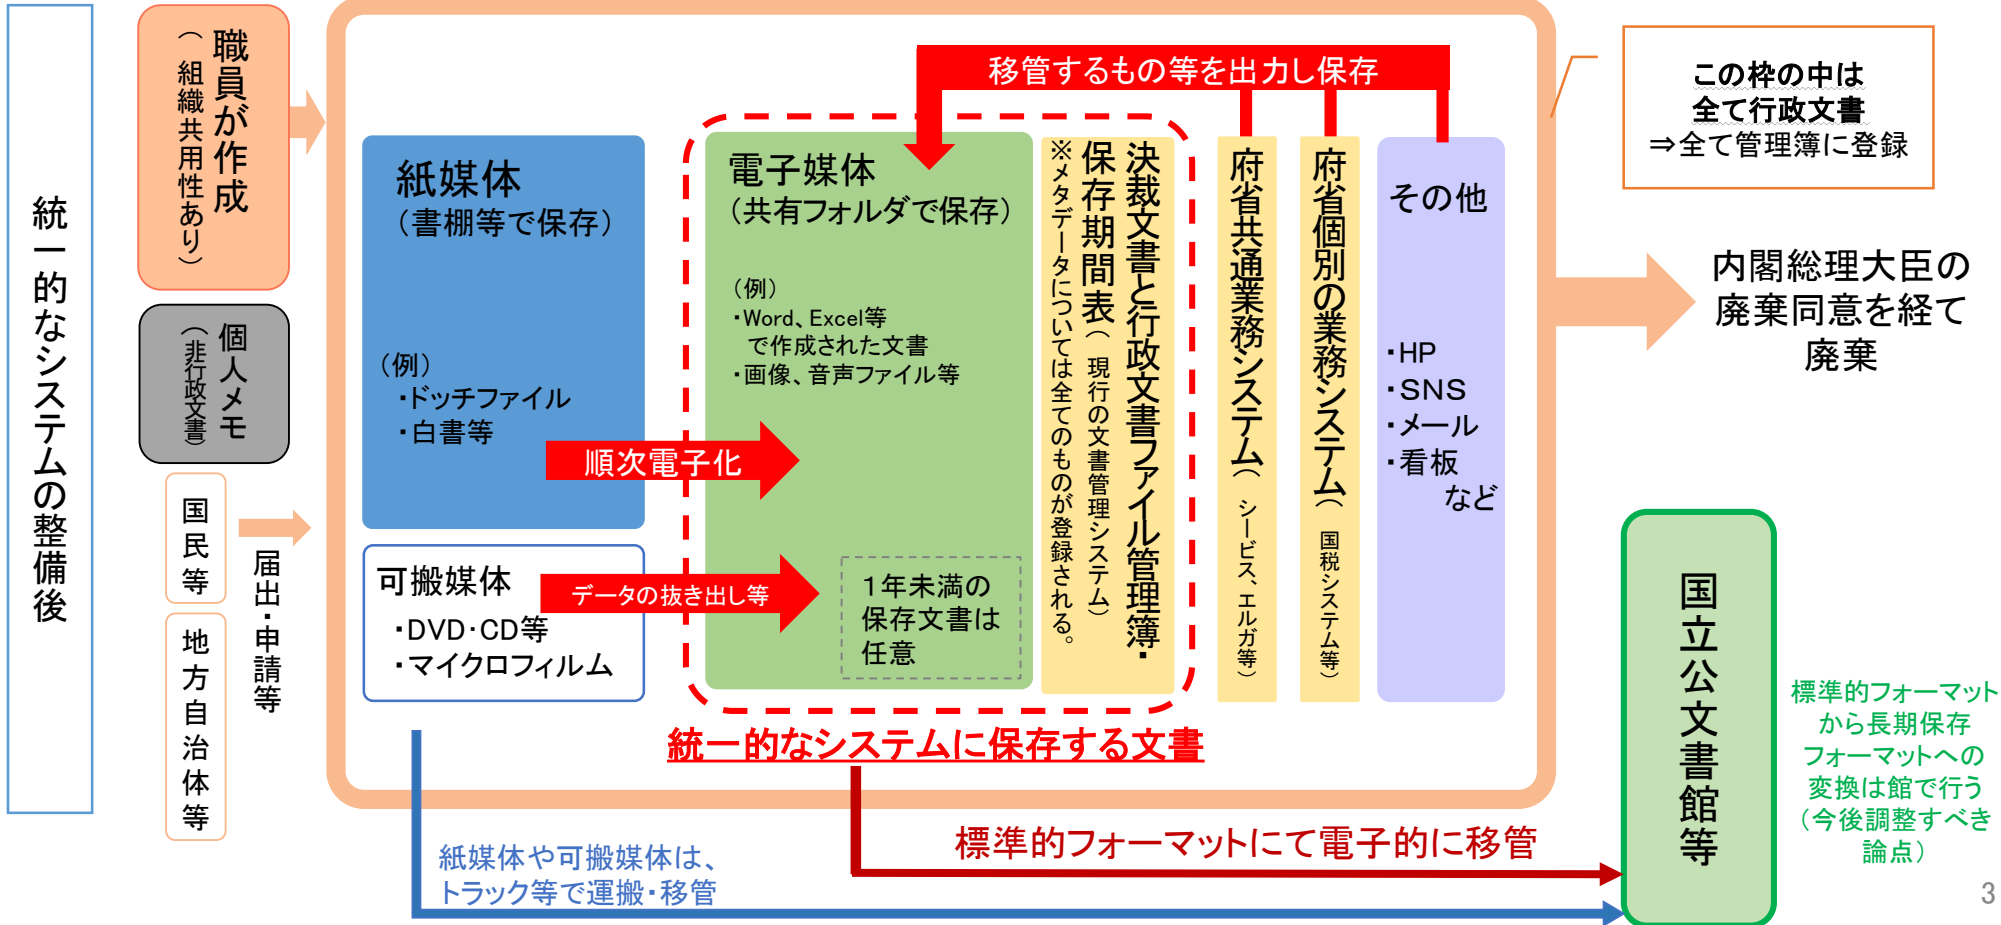 統一的なシステムの整備後
職員が作成
（組織共用性あり）
個人メモ
（非行政文書）
国民等
地方自治体等
届出・申請等
紙媒体
（書棚等で保存）
（例）
・ドッチファイル
・白書等
順次電子化
可搬媒体
・DVD・CD等
・マイクロフィルム
データの抜き出し等
移管するもの等を出力し保存
電子媒体
（共有フォルダで保存）
（例）
・Word、Excel等
で作成された文書
・画像、音声ファイル等
１年未満の
保存文書は
任意
決裁文書と行政文書ファイル管理簿・
保存期間表（現行の文書管理システム）
※メタデータについては全てのものが登録される。
府省共通業務システム（シービス、エルガ等）
府省個別の業務システム（国税システム等）
その他
・HP
・SNS
・メール
・看板
など
統一的なシステムに保存する文書
この枠の中は
全て行政文書
⇒全て管理簿に登録
内閣総理大臣の
廃棄同意を経て
廃棄
国立公文書館等
標準的フォーマット
から長期保存
フォーマットへの
変換は館で行う
（今後調整すべき
論点）
標準的フォーマットにて電子的に移管
紙媒体や可搬媒体は、
トラック等で運搬・移管
3